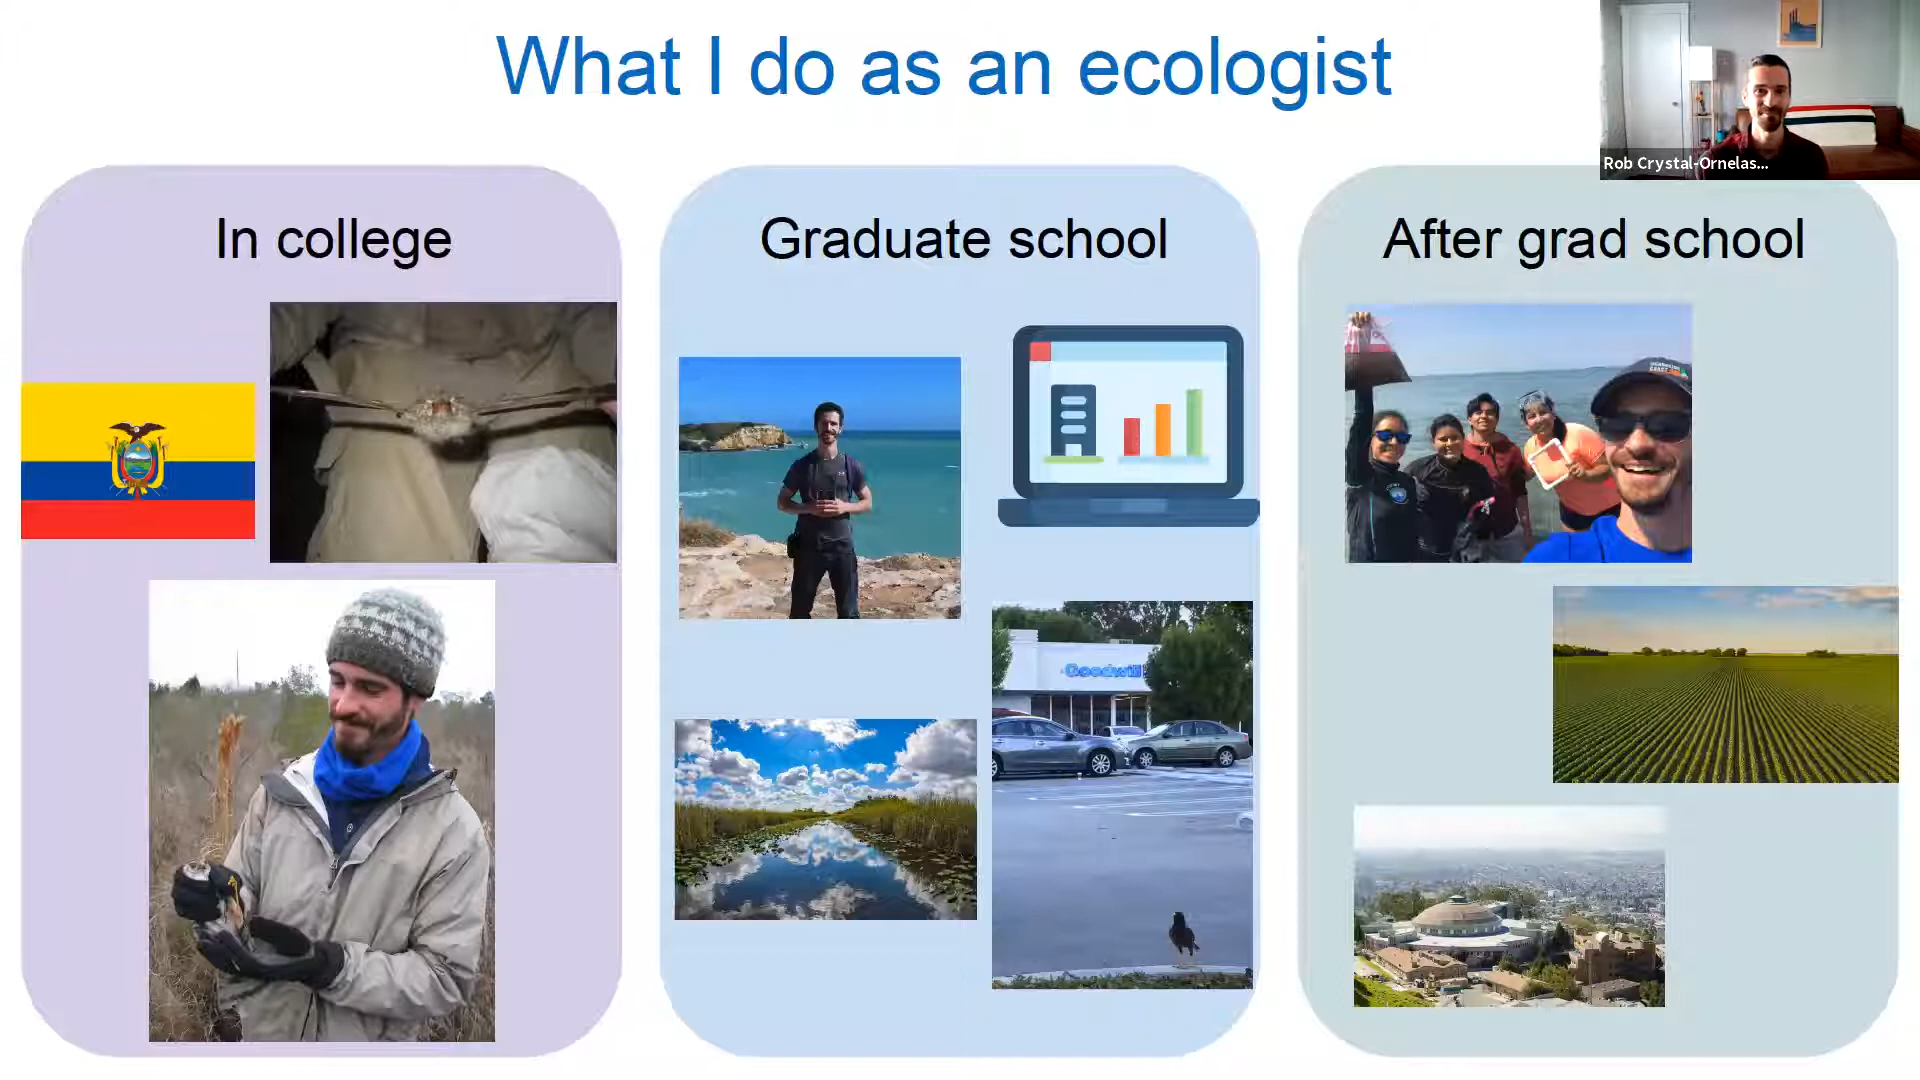 What I do as an ecologist
Rob Crystal-Ornelas...
In college
Graduate school
After grad school
Goodwill